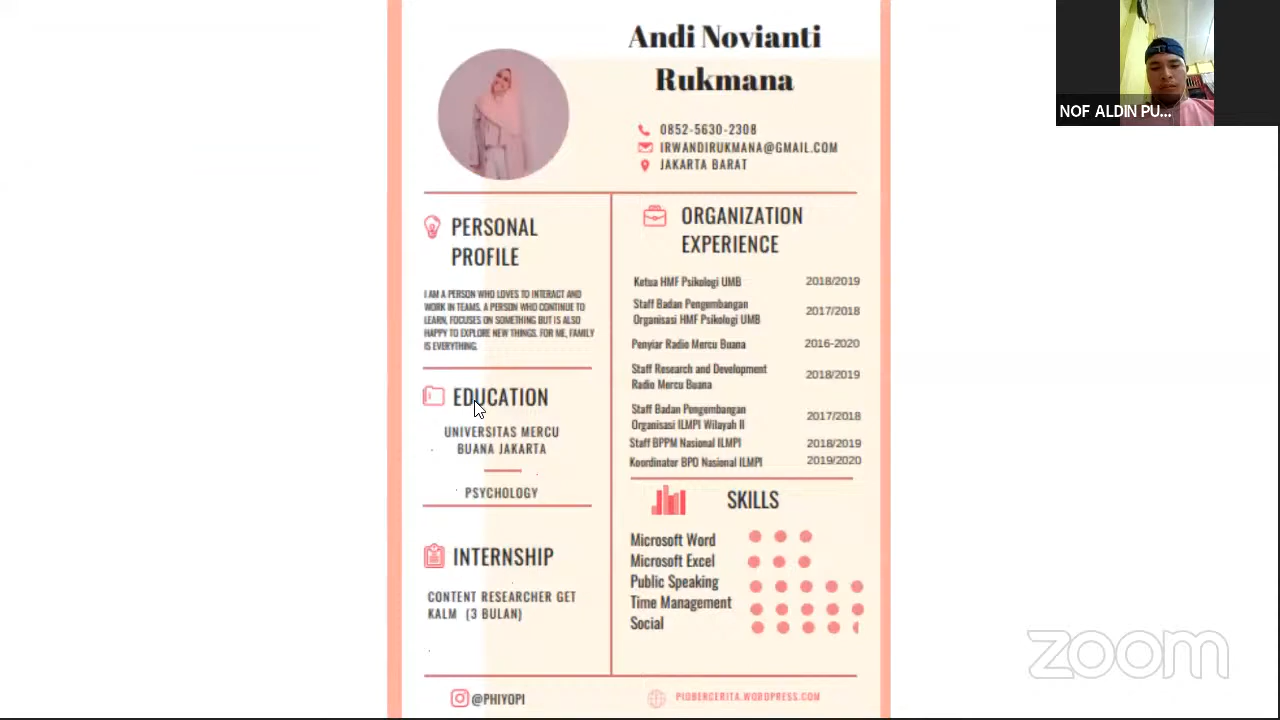 Andi Novianti
Rukmana
0852-5630-2308
IRWANDIRUKMANA@GMAIL.COM
JAKARTA BARAT
PERSONAL
PROFILE
I AM A PERSON WHO LOVES TO INTERACT AND
WORK IN TEAMS. A PERSON WHO CONTINUE TO
LEARN, FOCUSES ON SOMETHING BUT IS ALSO
HAPPY TO EXPLORE NEW THINGS. FOR ME, FAMILY
IS EVERYTHING.
EDUCATION
UNIVERSITAS MERCU
BUANA JAKARTA
PSYCHOLOGY
INTERNSHIP
CONTENT RESEARCHER GET
KALM (3 BULAN)
ORGANIZATION
EXPERIENCE
Ketua HMF Psikologi UMB 2018/2019
Staff Badan Pengembangan
Organisasi HMF Psikologi UMB 2017/2018
Penyiar Radio Mercu Buana 2016-2020
Staff Research and Development
Radio Mercu Buana 2018/2019
Staff Badan Pengembangan
Organisasi ILMPI Wilayah II 2017/2018
Staff BPPM Nasional ILMPI 2018/2019
Koordinator BPO Nasional ILMPI 2019/2020
SKILLS
Microsoft Word
Microsoft Excel
Public Speaking
Time Management
Social
@PHIYOPI
PIOBERCERITA.WORDPRESS.COM
NOF ALDIN PU...
zoom